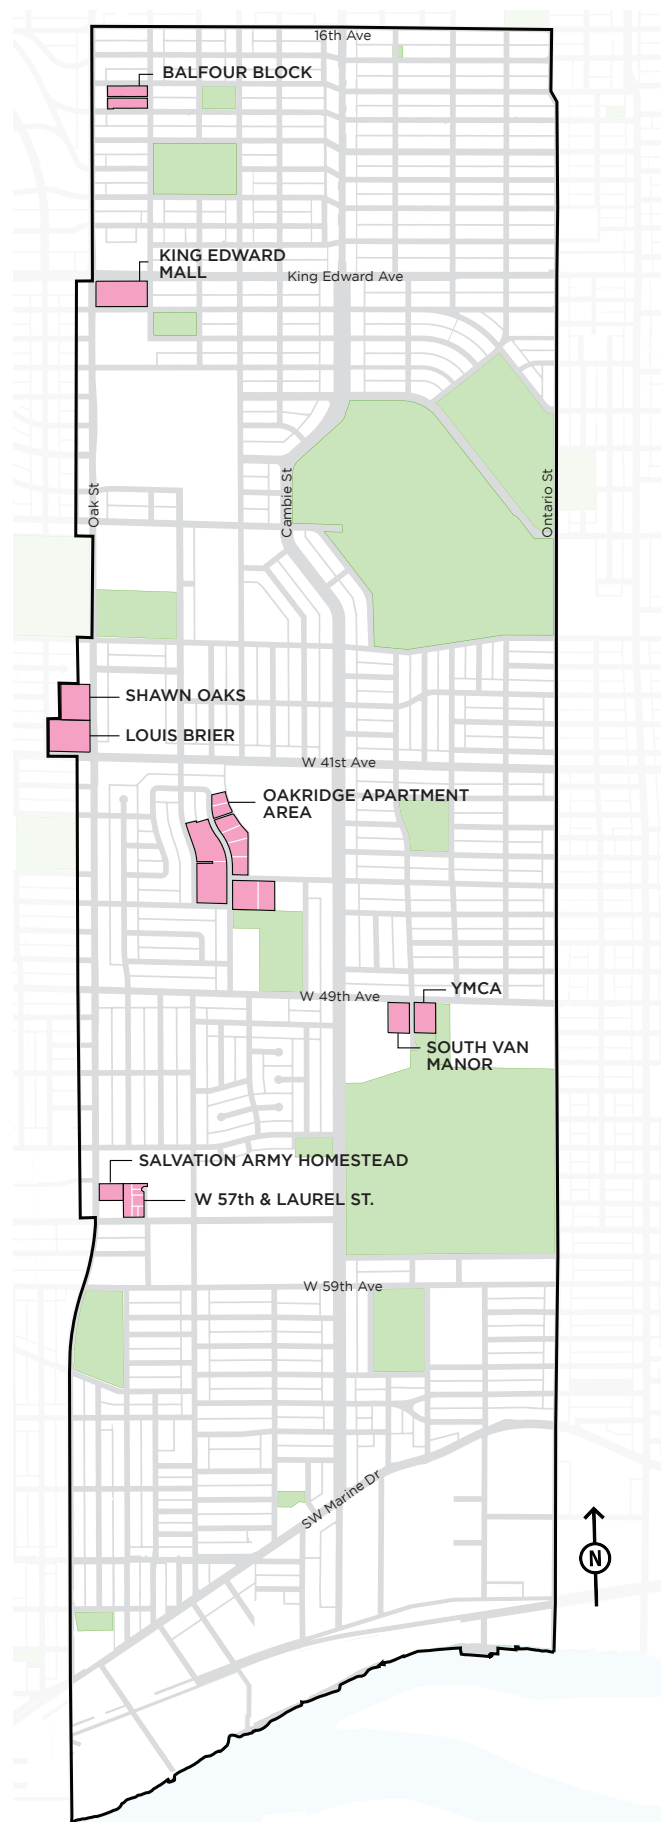 16th Ave
BALFOUR BLOCK
KING EDWARD
MALL
King Edward Ave
Oak St
Cambie St
Ontario St
SHAWN OAKS
LOUIS BRIER
W 41st Ave
OAKRIDGE APARTMENT
AREA
YMCA
W 49th Ave
SOUTH VAN
MANOR
SALVATION ARMY HOMESTEAD
W 57th & LAUREL ST.
W 59th Ave
SW Marine Dr
N